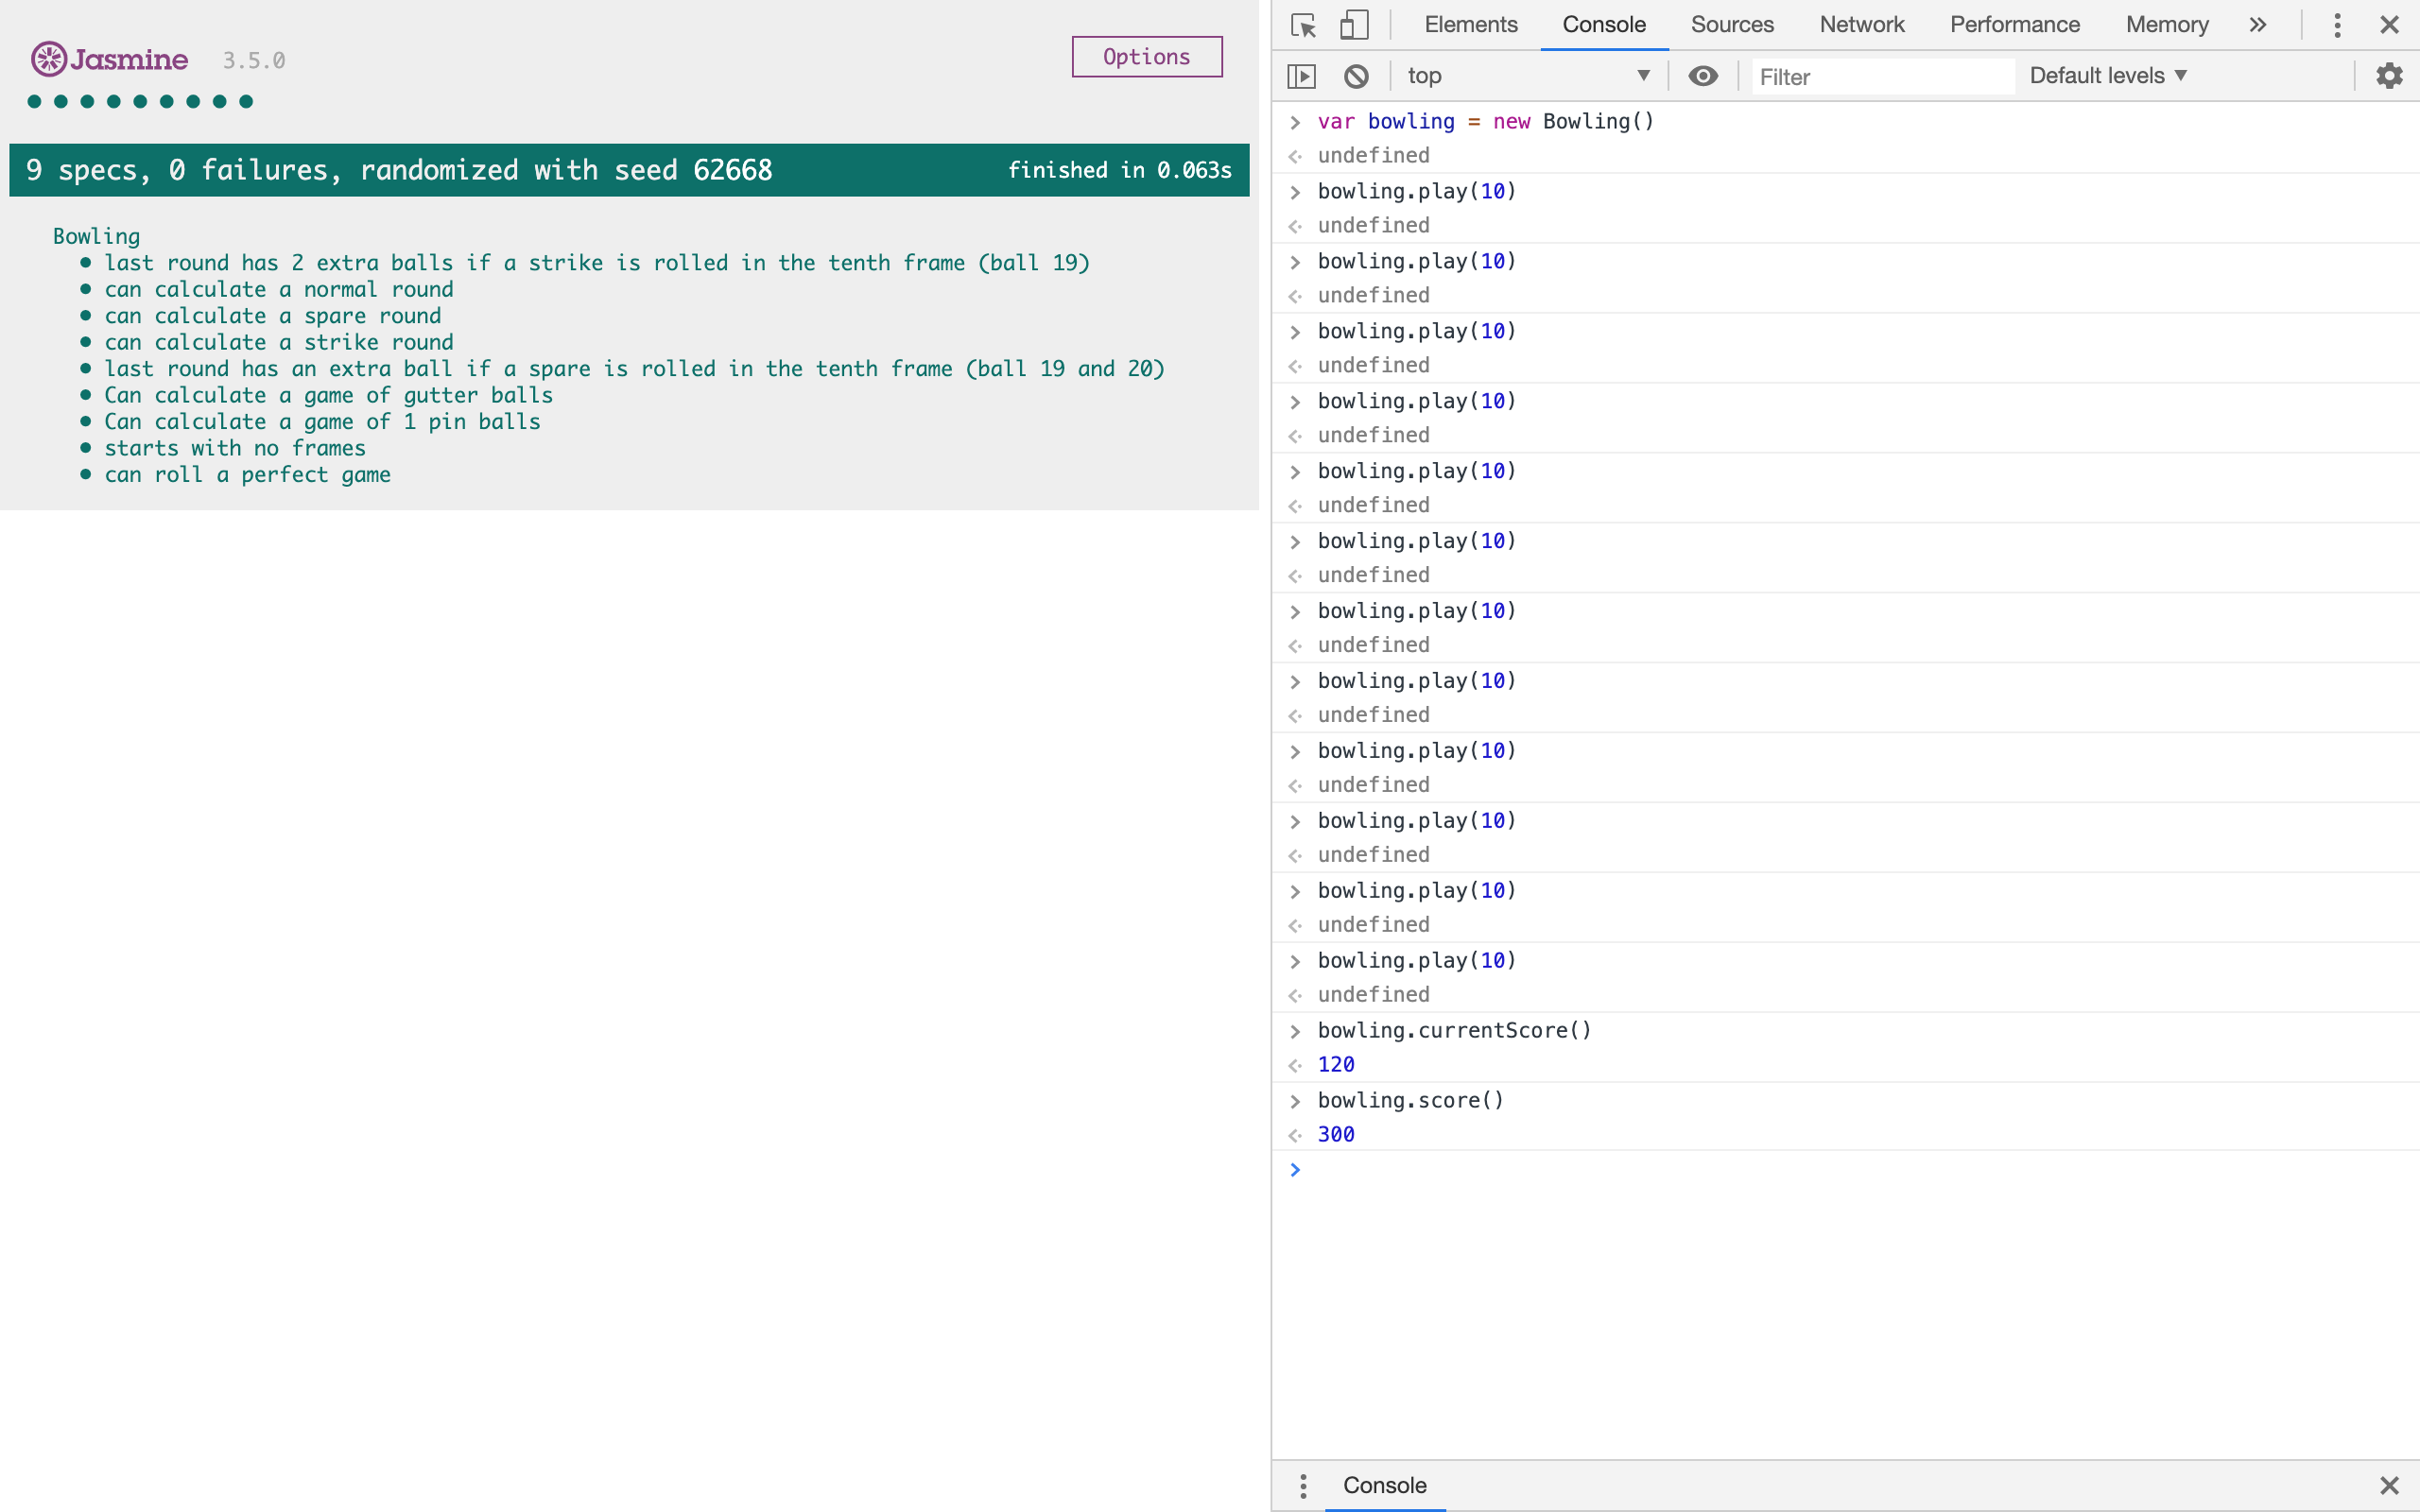 Jasmine 3.5.0
Options
9 specs, 0 failures, randomized with seed 62668
finished in 0.063s
Bowling
last round has 2 extra balls if a strike is rolled in the tenth frame (ball 19)
can calculate a normal round
can calculate a spare round
can calculate a strike round
last round has an extra ball if a spare is rolled in the tenth frame (ball 19 and 20)
Can calculate a game of gutter balls
Can calculate a game of 1 pin balls
starts with no frames
can roll a perfect game
Elements Console Sources Network Performance Memory
top Filter Default levels
var bowling = new Bowling()
undefined
bowling.play(10)
undefined
bowling.play(10)
undefined
bowling.play(10)
undefined
bowling.play(10)
undefined
bowling.play(10)
undefined
bowling.play(10)
undefined
bowling.play(10)
undefined
bowling.play(10)
undefined
bowling.play(10)
undefined
bowling.play(10)
undefined
bowling.play(10)
undefined
bowling.play(10)
undefined
bowling.currentScore()
120
bowling.score()
300
Console